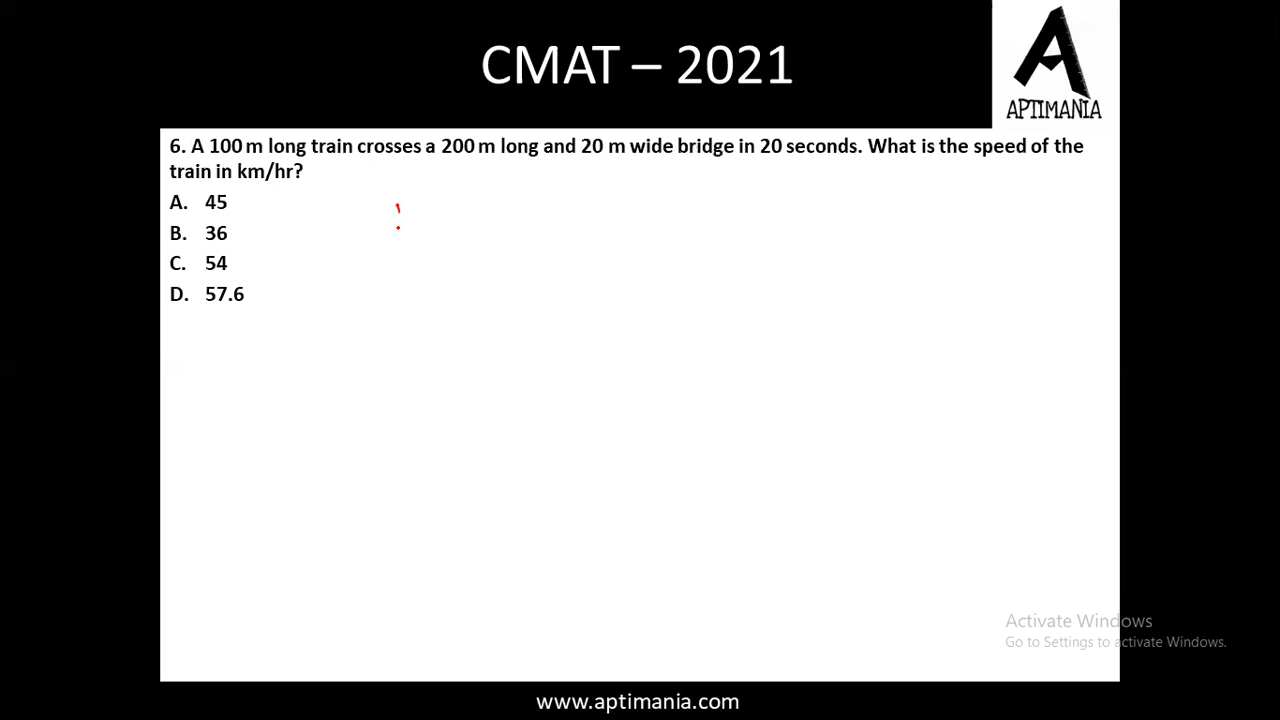 CMAT – 2021
APTIMANIA
6. A 100 m long train crosses a 200 m long and 20 m wide bridge in 20 seconds. What is the speed of the
train in km/hr?
A. 45
B. 36
C. 54
D. 57.6
Activate Windows
Go to Settings to activate Windows.
www.aptimania.com